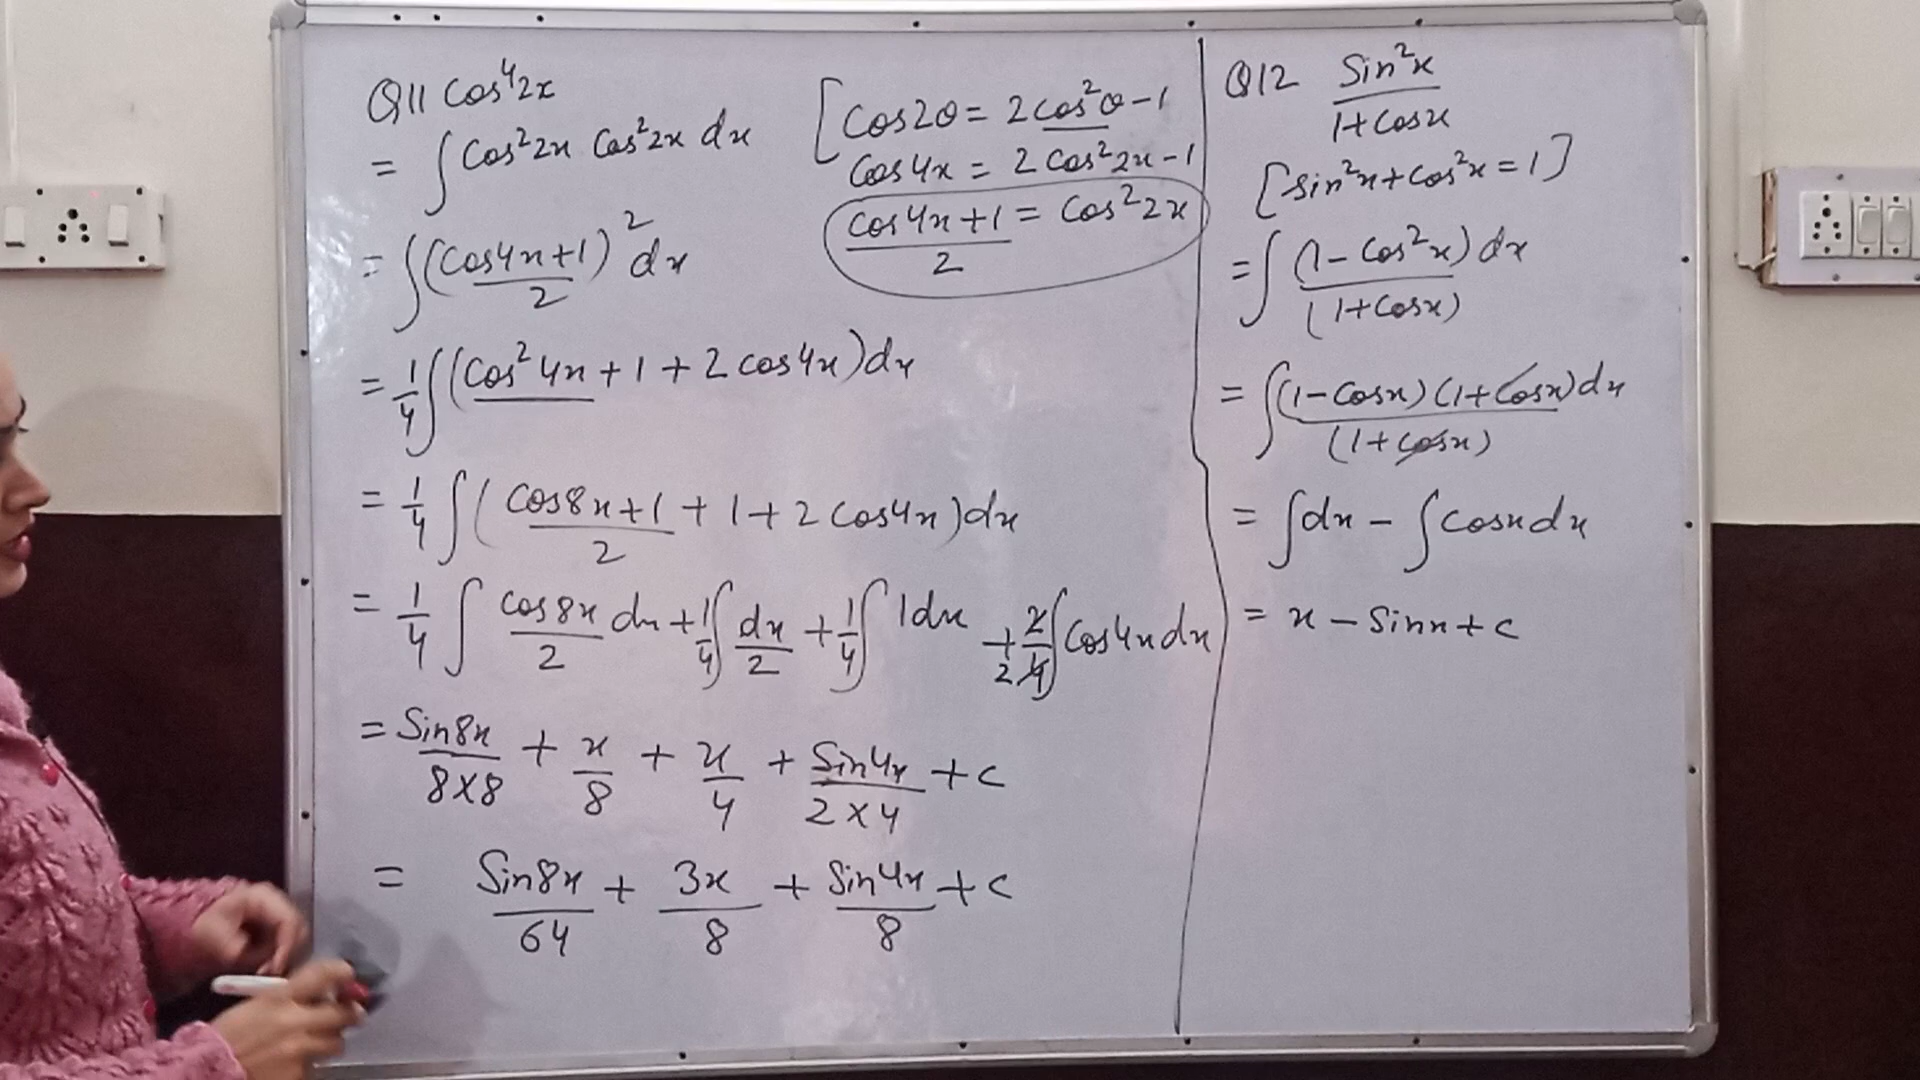 Q11 Cos⁴2x
= ∫ Cos²2x Cos²2x dx
= ∫ (Cos4x+1)/2)² dx
= 1/4 ∫ (Cos²4x + 1 + 2 cos4x) dx
= 1/4 ∫ ( (cos8x+1)/2 + 1 + 2 cos4x ) dx
= 1/4 ∫ cos8x/2 dx + 1/4 ∫ dx/2 + 1/4 ∫ 1dx + 2/4 2 ∫ Cos4x dx
= Sin8x/8×8 + x/8 + x/4 + Sin4x/2×4 + c
= Sin8x/64 + 3x/8 + Sin4x/8 + c
[Cos2θ = 2cos²θ-1
Cos4x = 2 Cos²2x-1
(cos4x+1)/2 = Cos²2x
Q12 Sin²x/1+Cosx
[Sin²x+cos²x=1]
= ∫ (1-Cos²x)dx/(1+Cosx)
= ∫ (1-Cosx)(1+Cosx)dx/(1+cosx)
= ∫dx - ∫cosxdx
= x - Sinx + c